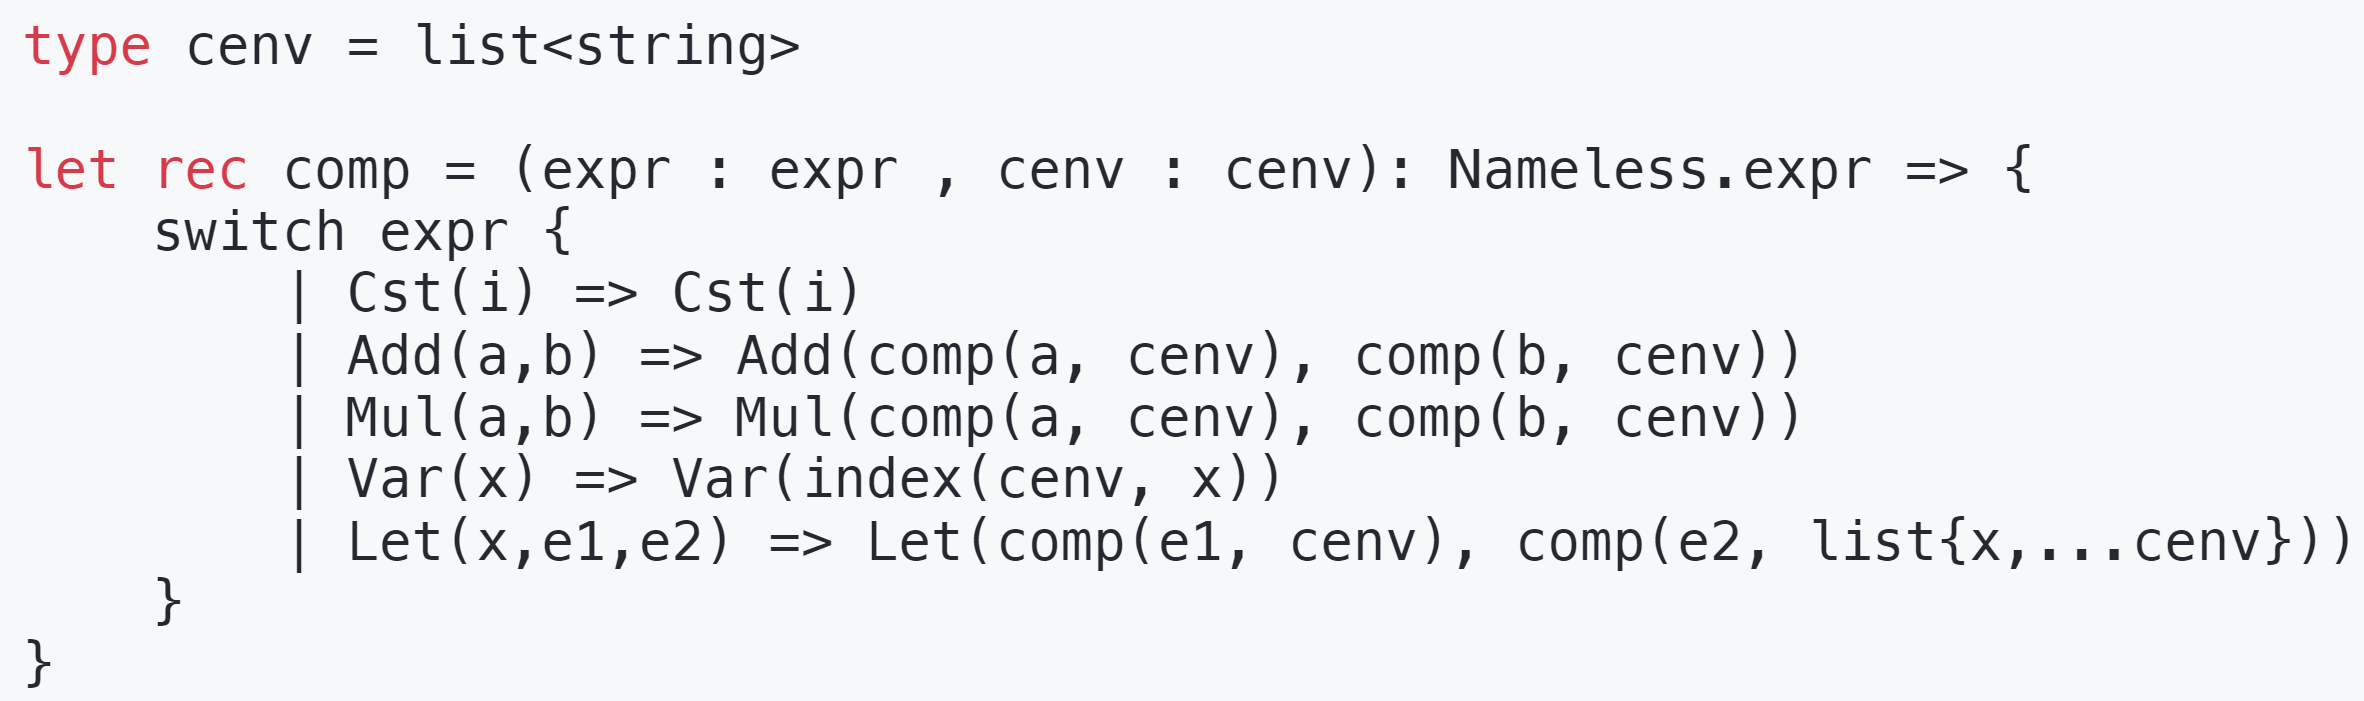 type cenv = list<string>

let rec comp = (expr : expr , cenv : cenv): Nameless.expr => {
    switch expr {
        | Cst(i) => Cst(i)
        | Add(a,b) => Add(comp(a, cenv), comp(b, cenv))
        | Mul(a,b) => Mul(comp(a, cenv), comp(b, cenv))
        | Var(x) => Var(index(cenv, x))
        | Let(x,e1,e2) => Let(comp(e1, cenv), comp(e2, list{x,...cenv}))
    }
}